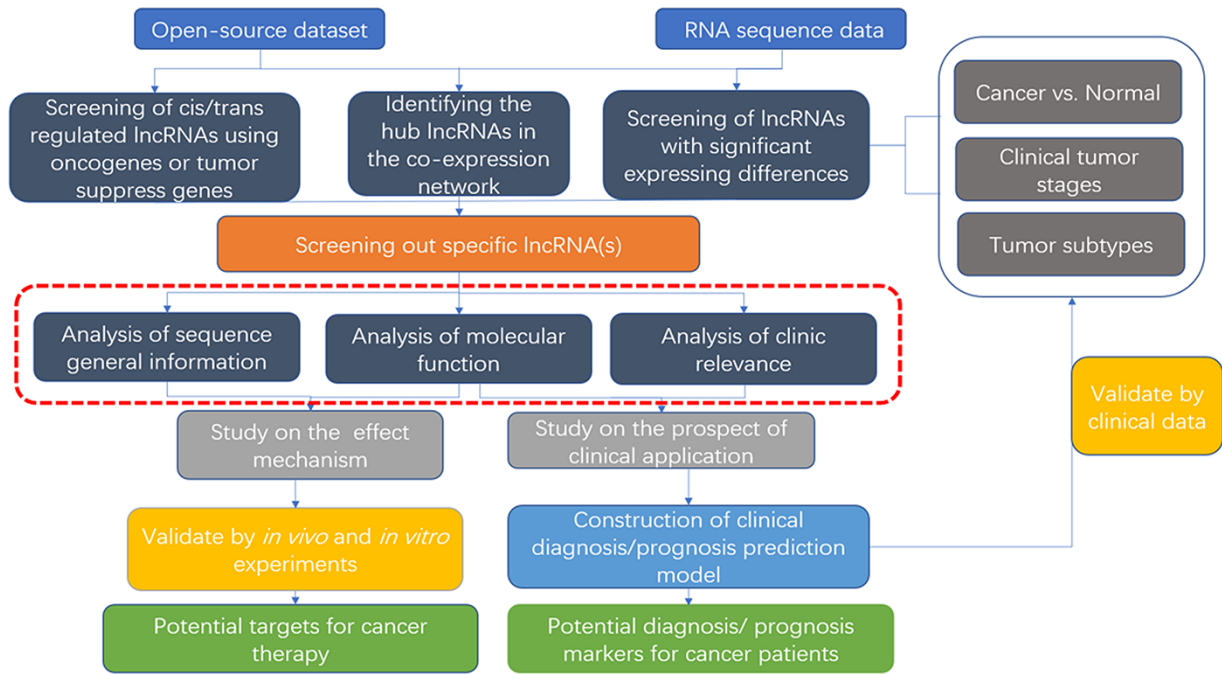 Open-source dataset
RNA sequence data
Screening of cis/trans
regulated lncRNAs using
oncogenes or tumor
suppress genes
Identifying the
hub lncRNAs in
the co-expression
network
Screening of lncRNAs
with significant
expressing differences
Cancer vs. Normal
Clinical tumor
stages
Tumor subtypes
Screening out specific lncRNA(s)
Analysis of sequence
general information
Analysis of molecular
function
Analysis of clinic
relevance
Validate by
clinical data
Study on the effect
mechanism
Study on the prospect of
clinical application
Validate by in vivo and in vitro
experiments
Construction of clinical
diagnosis/prognosis prediction
model
Potential targets for cancer
therapy
Potential diagnosis/ prognosis
markers for cancer patients